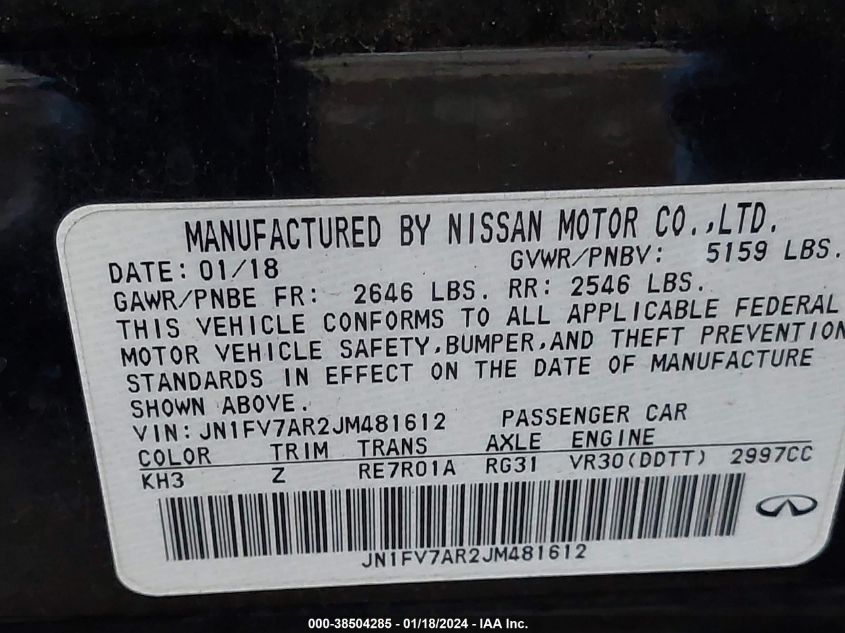 MANUFACTURED BY NISSAN MOTOR CO.,LTD.
DATE: 01/18 GVWR/PNBV: 5159 LBS.
GAWR/PNBE FR: 2646 LBS. RR: 2546 LBS.
THIS VEHICLE CONFORMS TO ALL APPLICABLE FEDERAL
MOTOR VEHICLE SAFETY,BUMPER,AND THEFT PREVENTION
STANDARDS IN EFFECT ON THE DATE OF MANUFACTURE
SHOWN ABOVE.
VIN: JN1FV7AR2JM481612 PASSENGER CAR
COLOR TRIM TRANS AXLE ENGINE
KH3 Z RE7R01A RG31 VR30(DDTT) 2997CC
JN1FV7AR2JM481612
000-38504285 - 01/18/2024 - IAA Inc.